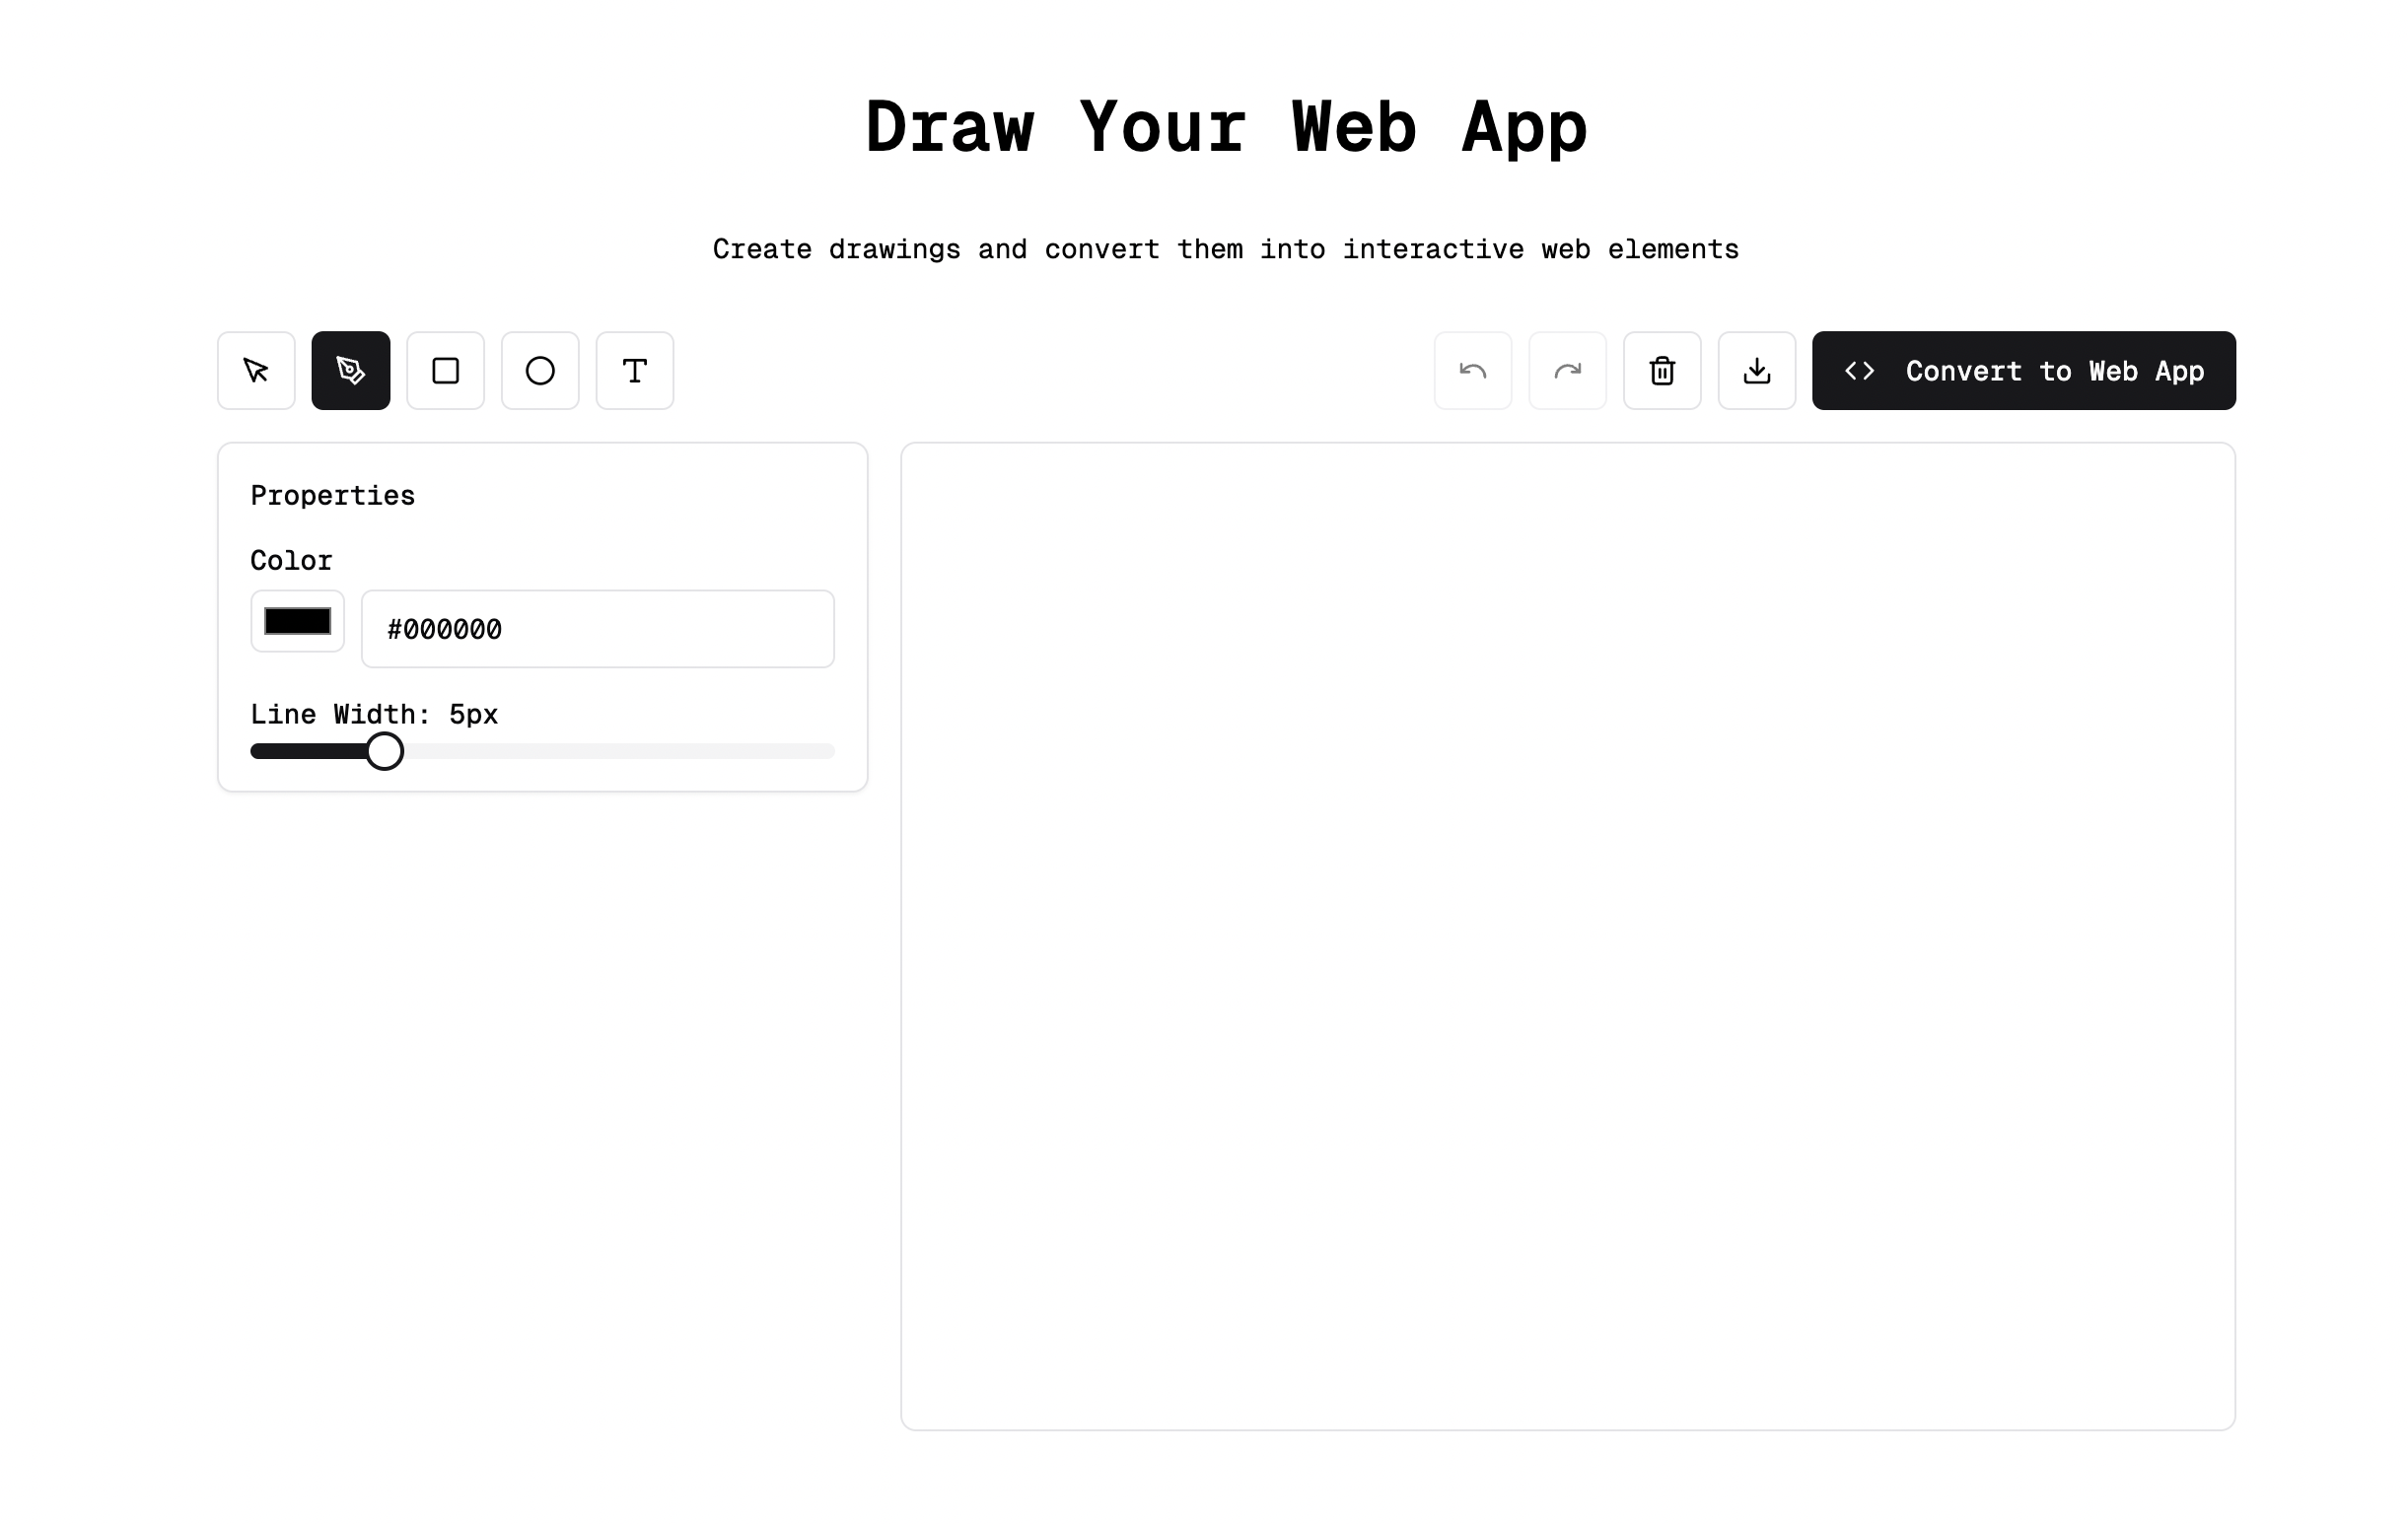 Draw Your Web App
Create drawings and convert them into interactive web elements
Convert to Web App
Properties
Color
#000000
Line Width: 5px